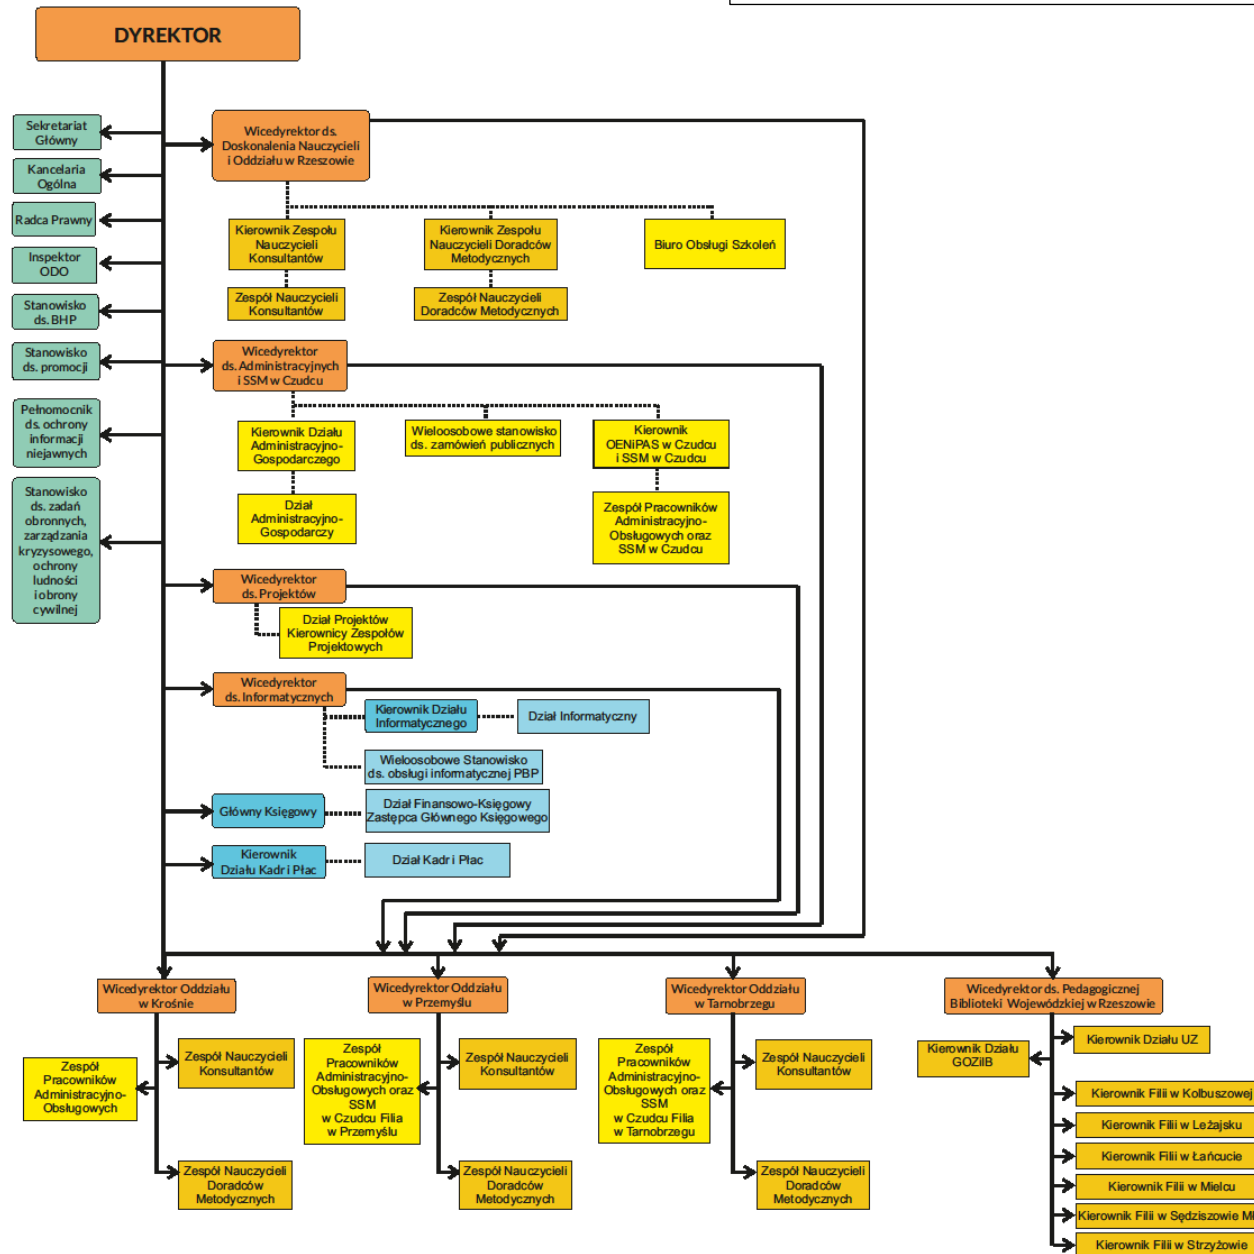 DYREKTOR
Sekretariat
Główny
Kancelaria
Ogólna
Radca Prawny
Inspektor
ODO
Stanowisko
ds. BHP
Stanowisko
ds. promocji
Pełnomocnik
ds. ochrony
informacji
niejawnych
Stanowisko
ds. zadań
obronnych,
zarządzania
kryzysowego,
ochrony
ludności
i obrony
cywilnej
Wicedyrektor ds.
Doskonalenia Nauczycieli
i Oddziału w Rzeszowie
Kierownik Zespołu
Nauczycieli
Konsultantów
Kierownik Zespołu
Nauczycieli Doradców
Metodycznych
Biuro Obsługi Szkoleń
Zespół Nauczycieli
Konsultantów
Zespół Nauczycieli
Doradców Metodycznych
Wicedyrektor
ds. Administracyjnych
i SSM w Czudcu
Kierownik Działu
Administracyjno-
Gospodarczego
Wieloosobowe stanowisko
ds. zamówień publicznych
Kierownik
OENiPAS w Czudcu
i SSM w Czudcu
Dział
Administracyjno-
Gospodarczy
Zespół Pracowników
Administracyjno-
Obsługowych oraz
SSM w Czudcu
Wicedyrektor
ds. Projektów
Dział Projektów
Kierownicy Zespołów
Projektowych
Wicedyrektor
ds. Informatycznych
Kierownik Działu
Informatycznego
Dział Informatyczny
Wieloosobowe Stanowisko
ds. obsługi informatycznej PBP
Główny Księgowy
Dział Finansowo-Księgowy
Zastępca Głównego Księgowego
Kierownik
Działu Kadr i Płac
Dział Kadr i Płac
Wicedyrektor Oddziału
w Krośnie
Wicedyrektor Oddziału
w Przemyślu
Wicedyrektor Oddziału
w Tarnobrzegu
Wicedyrektor ds. Pedagogicznej
Biblioteki Wojewódzkiej w Rzeszowie
Zespół
Pracowników
Administracyjno-
Obsługowych
Zespół Nauczycieli
Konsultantów
Zespół Nauczycieli
Doradców
Metodycznych
Zespół
Pracowników
Administracyjno-
Obsługowych oraz
SSM
w Czudcu Filia
w Przemyślu
Zespół Nauczycieli
Konsultantów
Zespół Nauczycieli
Doradców
Metodycznych
Zespół
Pracowników
Administracyjno-
Obsługowych oraz
SSM
w Czudcu Filia
w Tarnobrzegu
Zespół Nauczycieli
Konsultantów
Zespół Nauczycieli
Doradców
Metodycznych
Kierownik Działu
GOZiIB
Kierownik Działu UZ
Kierownik Filii w Kolbuszowej
Kierownik Filii w Leżajsku
Kierownik Filii w Łańcucie
Kierownik Filii w Mielcu
Kierownik Filii w Sędziszowie
Kierownik Filii w Strzyżowie